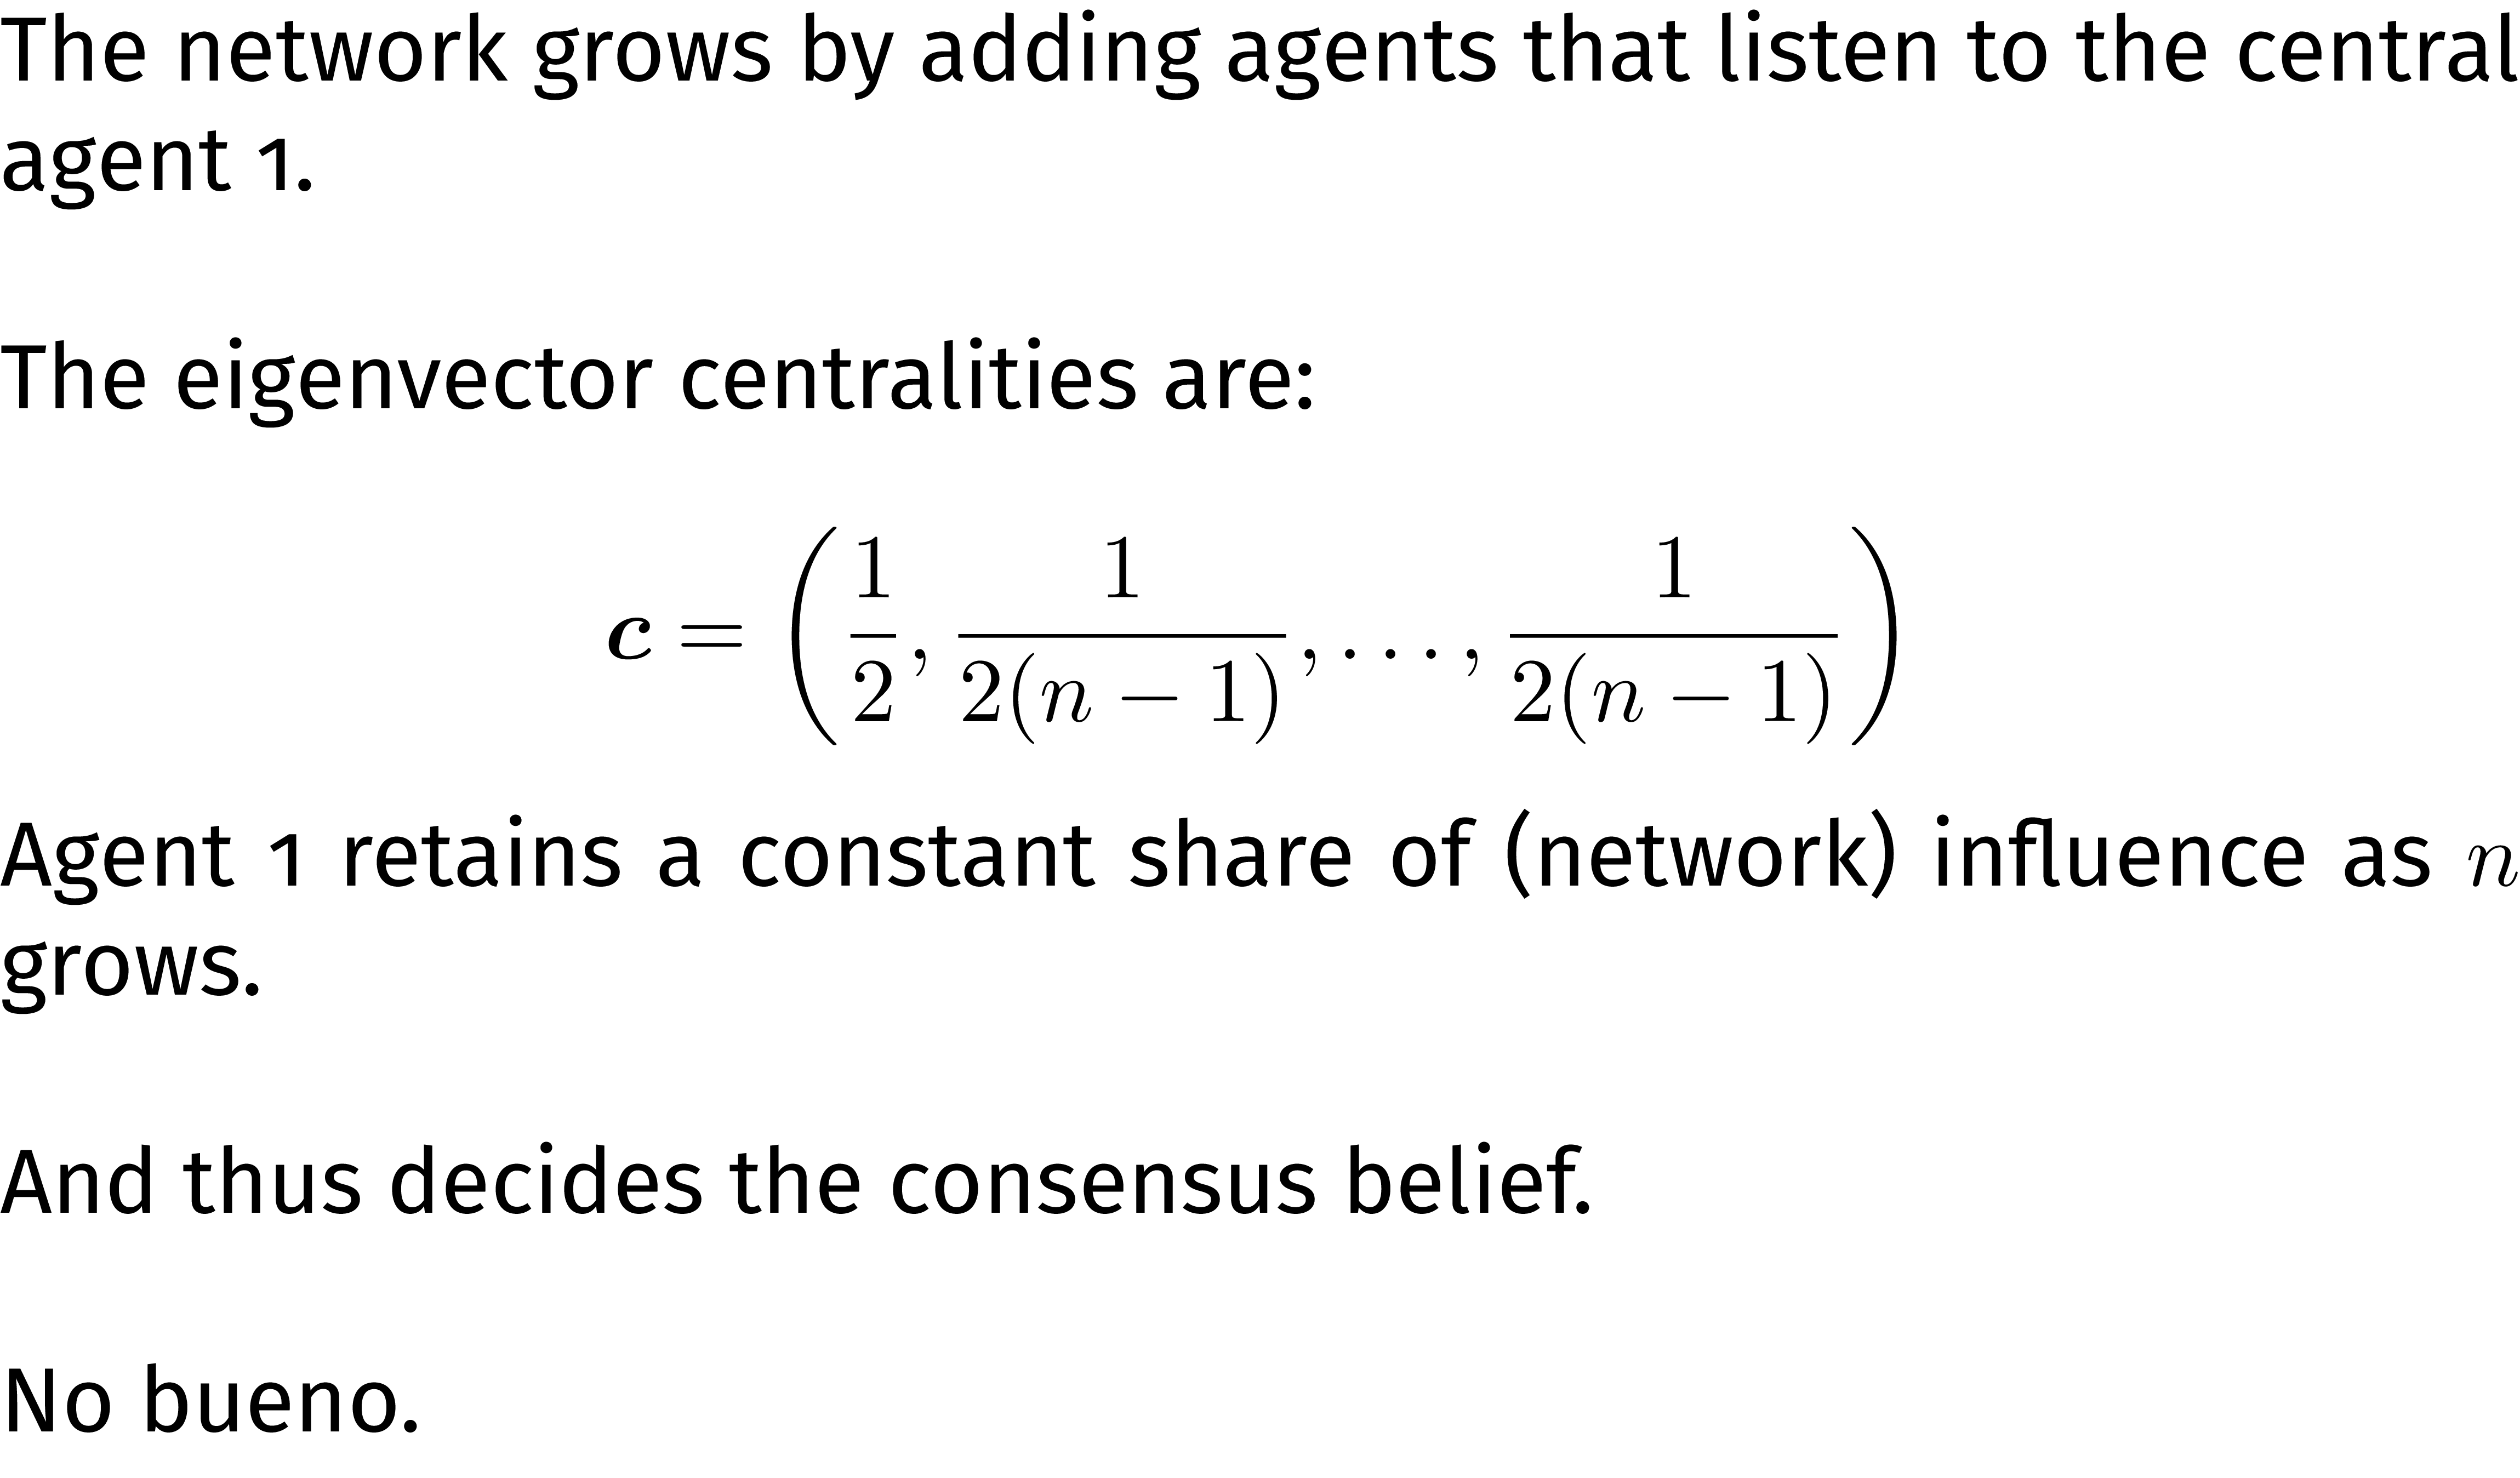 The network grows by adding agents that listen to the central
agent 1.
The eigenvector centralities are:
$$\boldsymbol{c} = \left( \frac{1}{2}, \frac{1}{2(n-1)}, \ldots, \frac{1}{2(n-1)} \right)$$
Agent 1 retains a constant share of (network) influence as $n$
grows.
And thus decides the consensus belief.
No bueno.